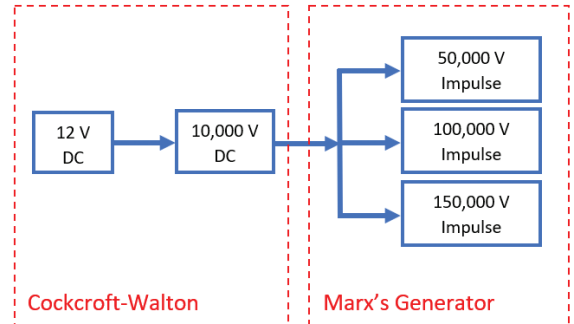 12 V
DC
10,000 V
DC
50,000 V
Impulse
100,000 V
Impulse
150,000 V
Impulse
Cockcroft-Walton
Marx's Generator